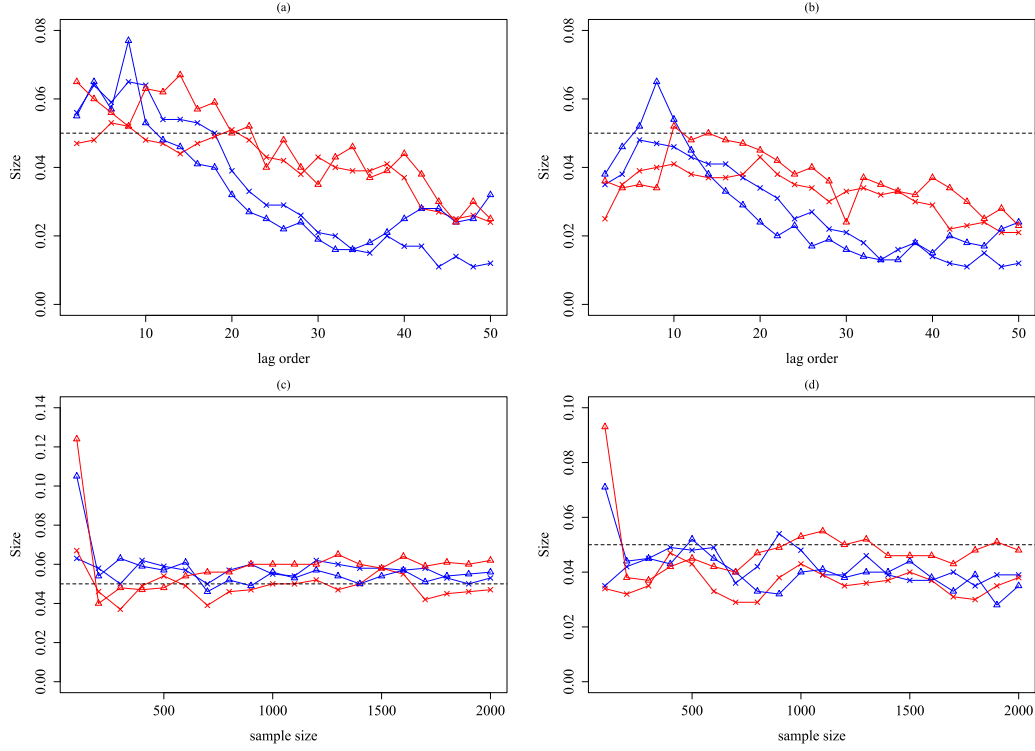 (a)
0.00 0.02 0.04 0.06 0.08
Size
10 20 30 40 50
lag order
(b)
0.00 0.02 0.04 0.06 0.08
Size
10 20 30 40 50
lag order
(c)
0.00 0.02 0.04 0.06 0.08 0.10 0.12 0.14
Size
500 1000 1500 2000
sample size
(d)
0.00 0.02 0.04 0.06 0.08 0.10
Size
500 1000 1500 2000
sample size